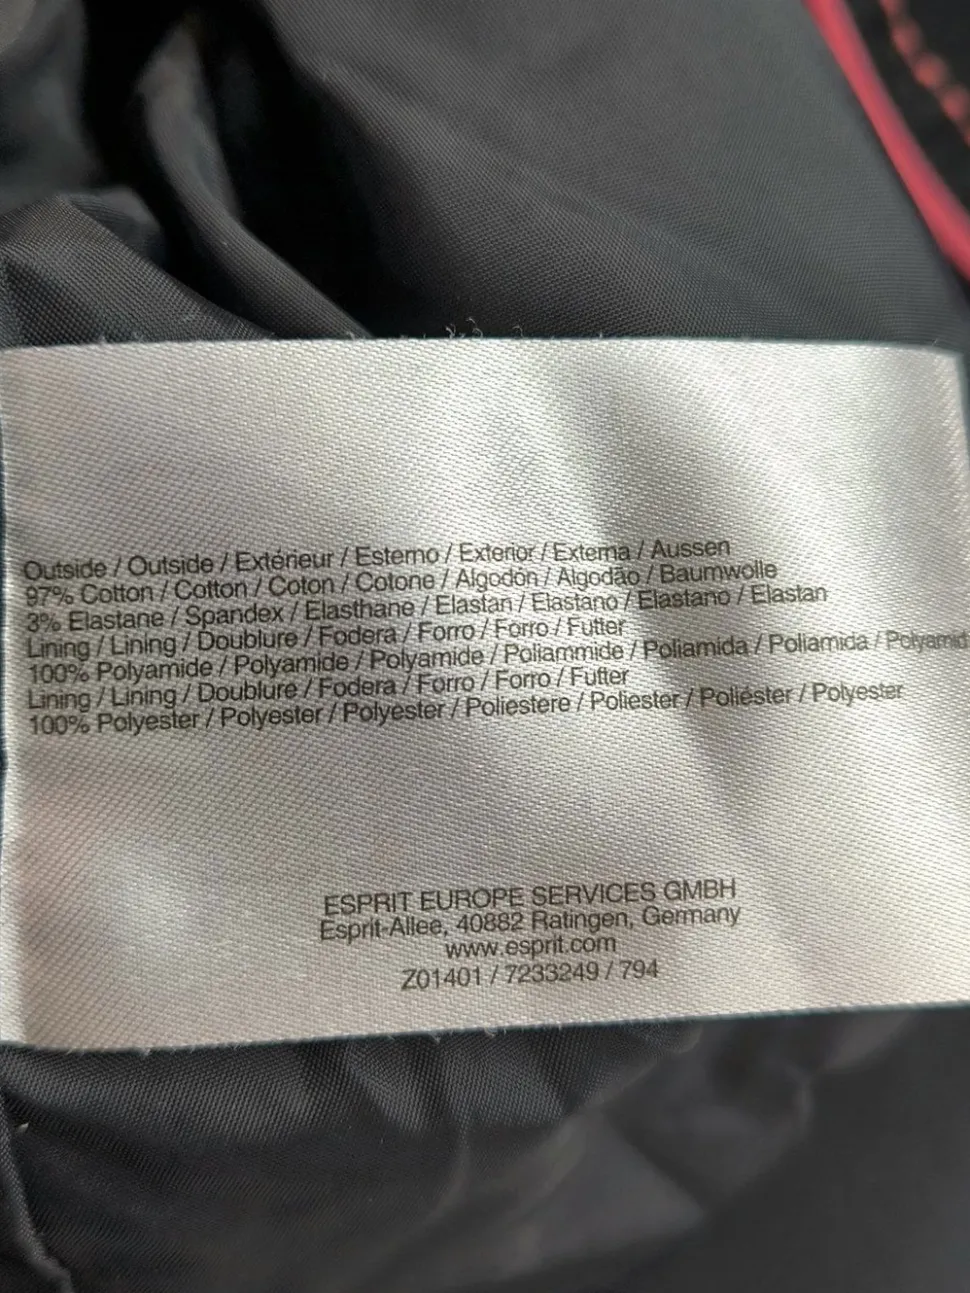 Outside / Outside / Extérieur / Esterno / Exterior / Externa / Aussen
97% Cotton / Cotton / Coton / Cotone / Algodón / Algodão / Baumwolle
3% Elastane / Spandex / Elasthane / Elastan / Elastano / Elastano / Elastan
Lining / Lining / Doublure / Fodera / Forro / Forro / Futter
100% Polyamide / Polyamide / Polyamide / Poliammide / Poliamida / Poliamida / Polyamid
Lining / Lining / Doublure / Fodera / Forro / Forro / Futter
100% Polyester / Polyester / Polyester / Poliestere / Poliester / Poliéster / Polyester
ESPRIT EUROPE SERVICES GMBH
Esprit-Allee, 40882 Ratingen, Germany
www.esprit.com
Z01401 / 7233249 / 794